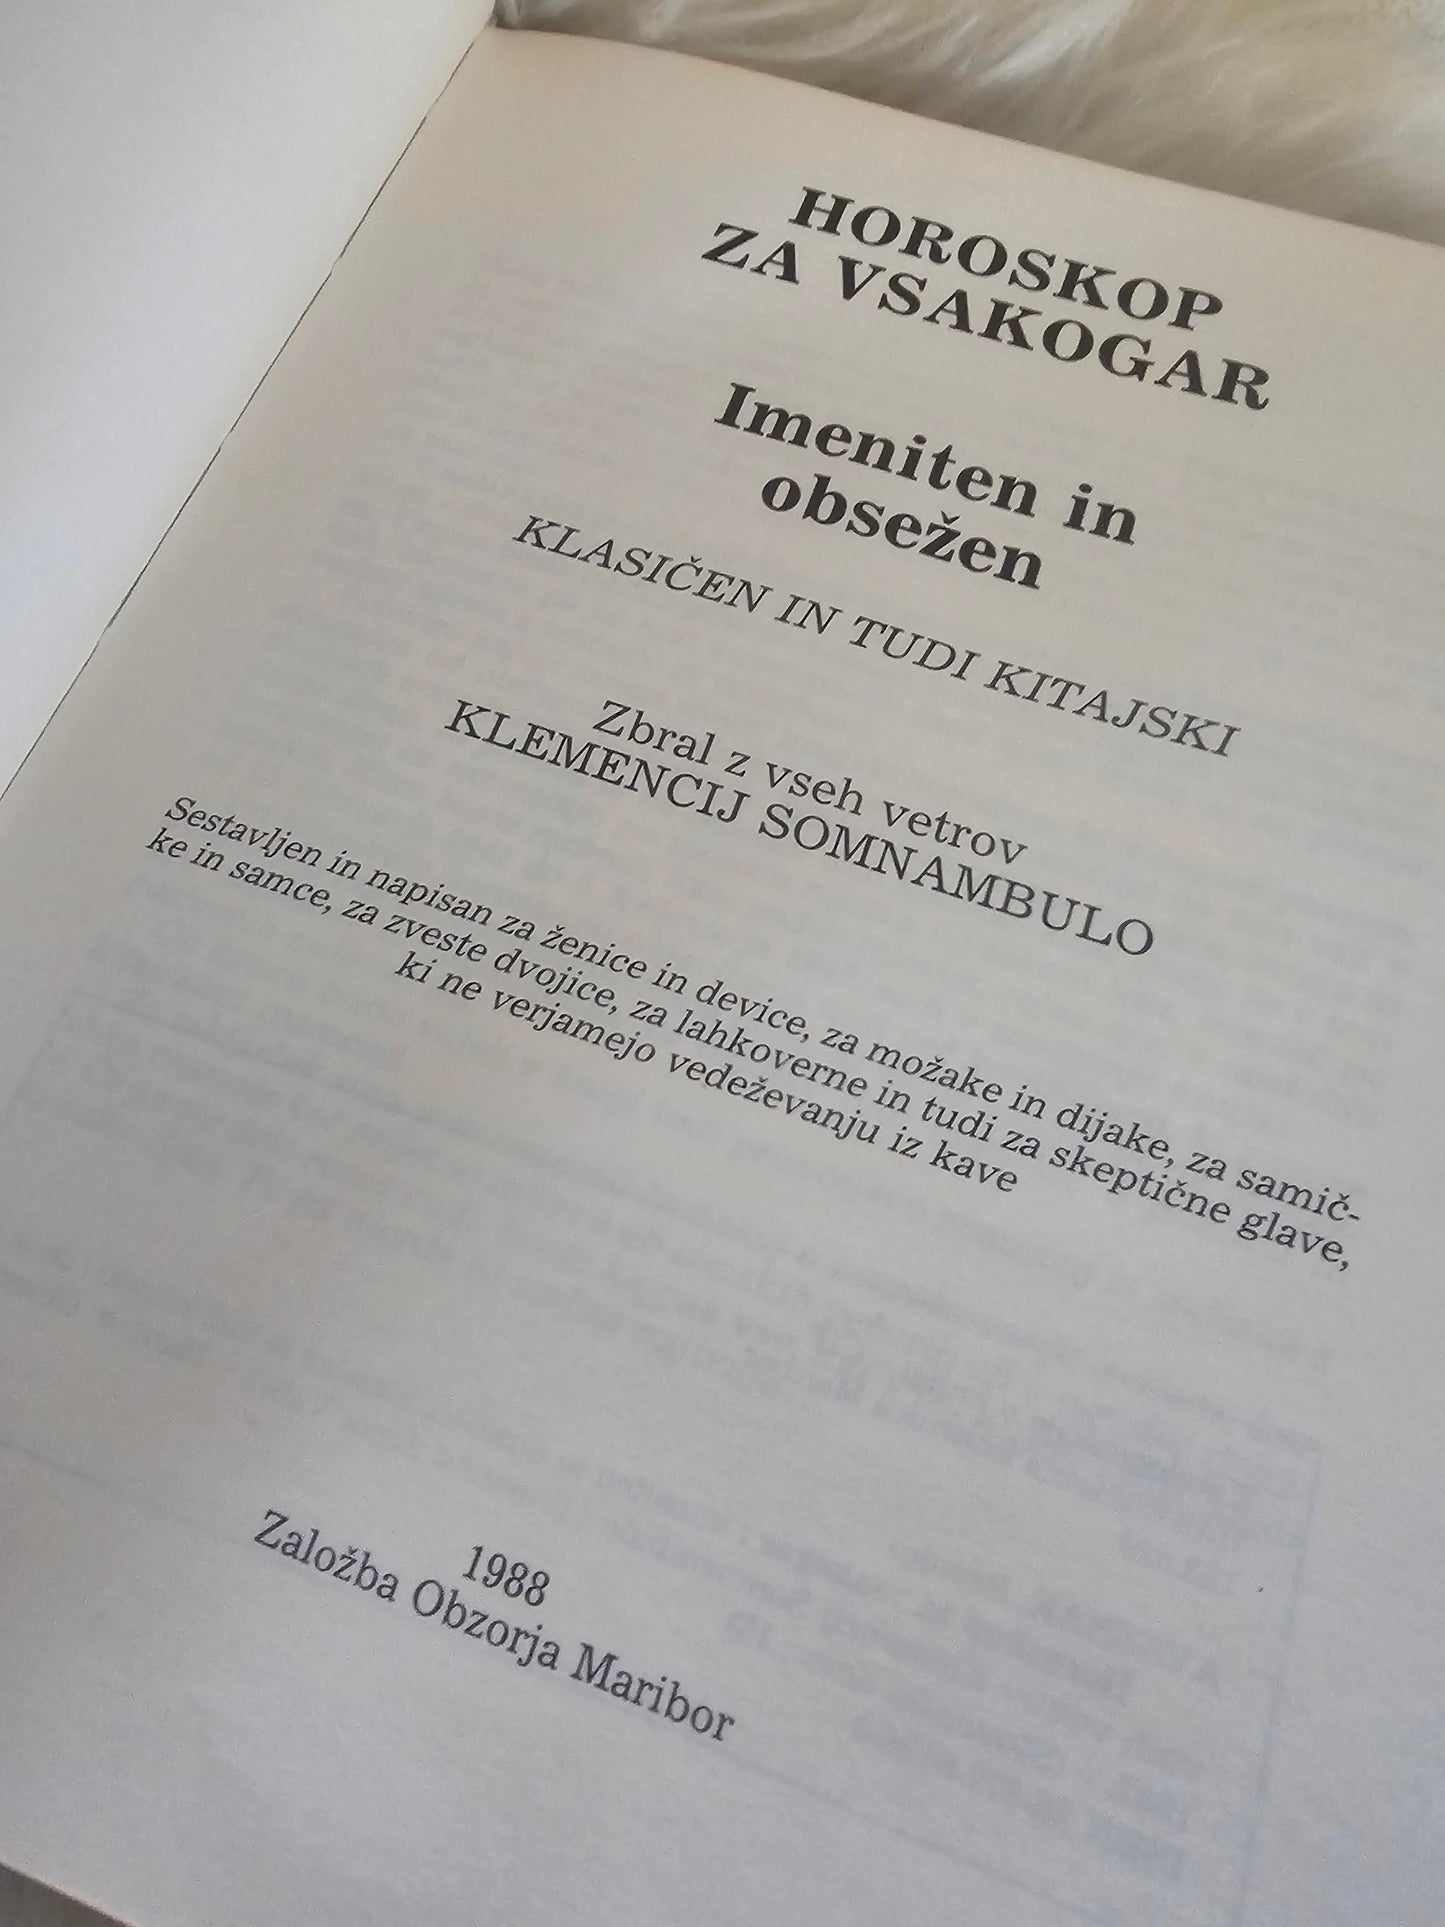 HOROSKOP
ZA VSAKOGAR
Imeniten in
obsežen
KLASIČEN IN TUDI KITAJSKI
Zbral z vseh vetrov
KLEMENCIJ SOMNAMBULO
Sestavljen in napisan za ženice in device, za možake in dijake, za samič-
ke in samce, za zveste dvojice, za lahkoverne in tudi za skeptične glave,
ki ne verjamejo vedeževanju iz kave
1988
Založba Obzorja Maribor